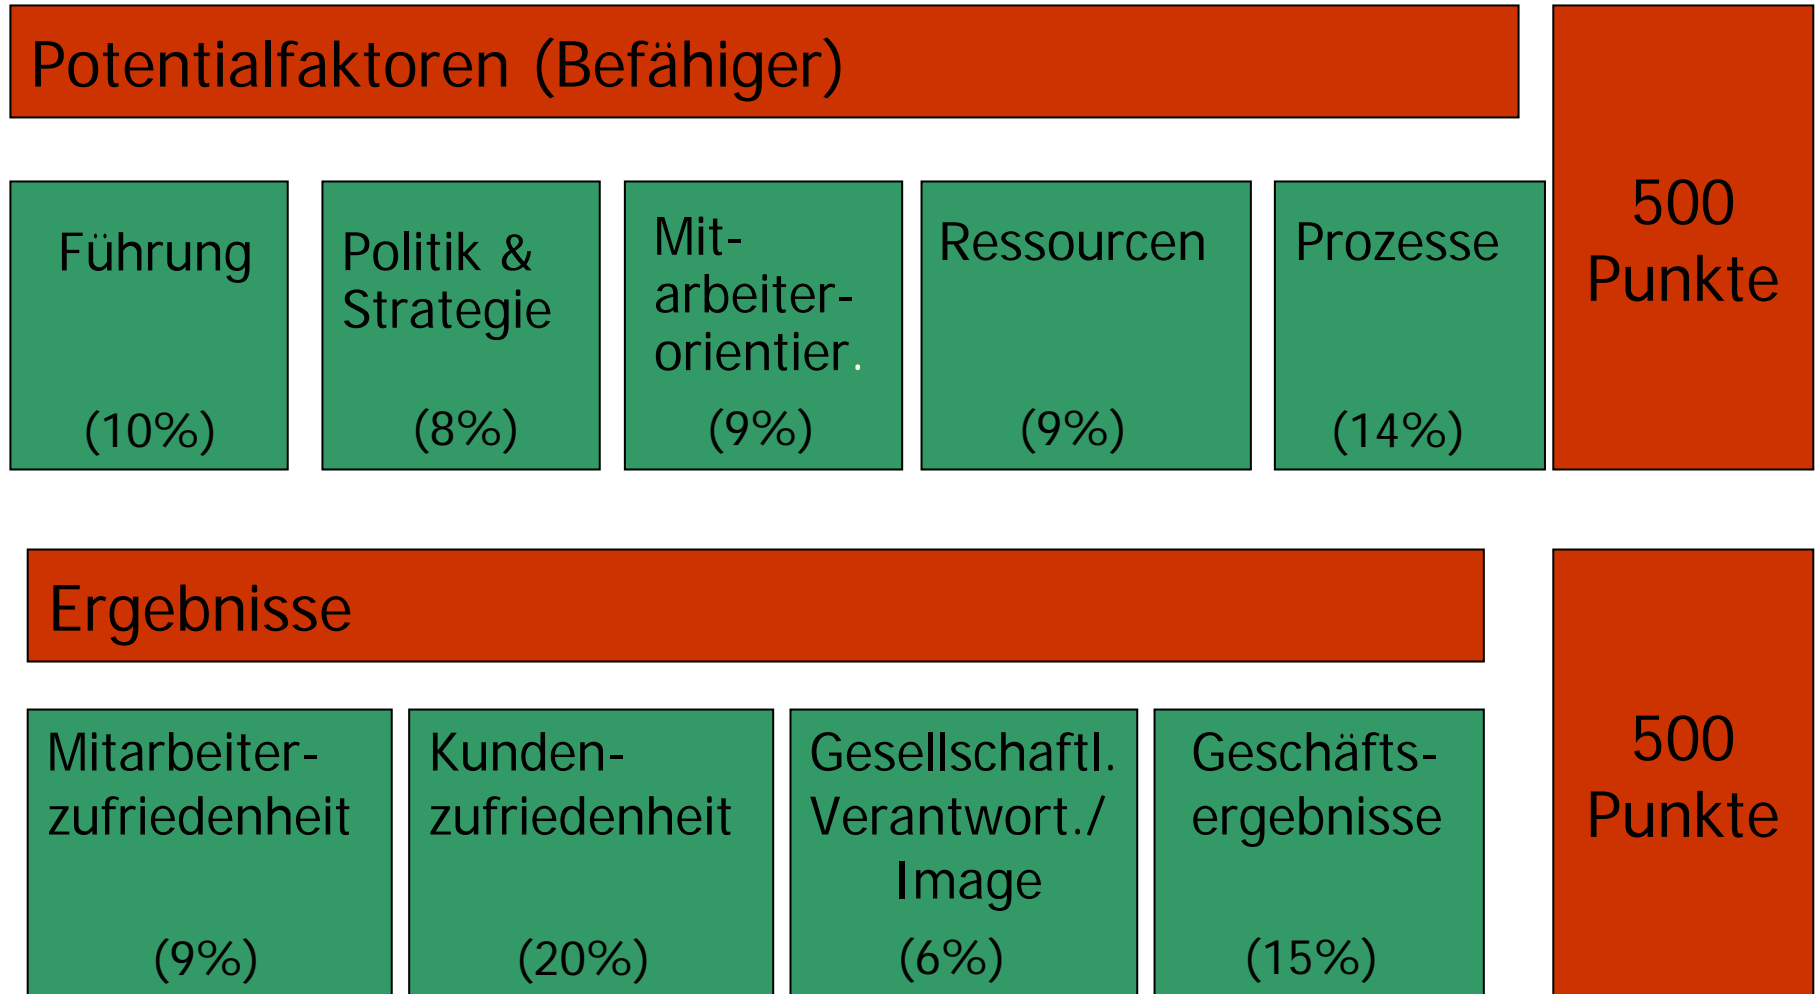 Potentialfaktoren (Befähiger)
500
Punkte
Führung
(10%)
Politik &
Strategie
(8%)
Mit-
arbeiter-
orientier.
(9%)
Ressourcen
(9%)
Prozesse
(14%)
Ergebnisse
500
Punkte
Mitarbeiter-
zufriedenheit
(9%)
Kunden-
zufriedenheit
(20%)
Gesellschaftl.
Verantwort./
Image
(6%)
Geschäfts-
ergebnisse
(15%)